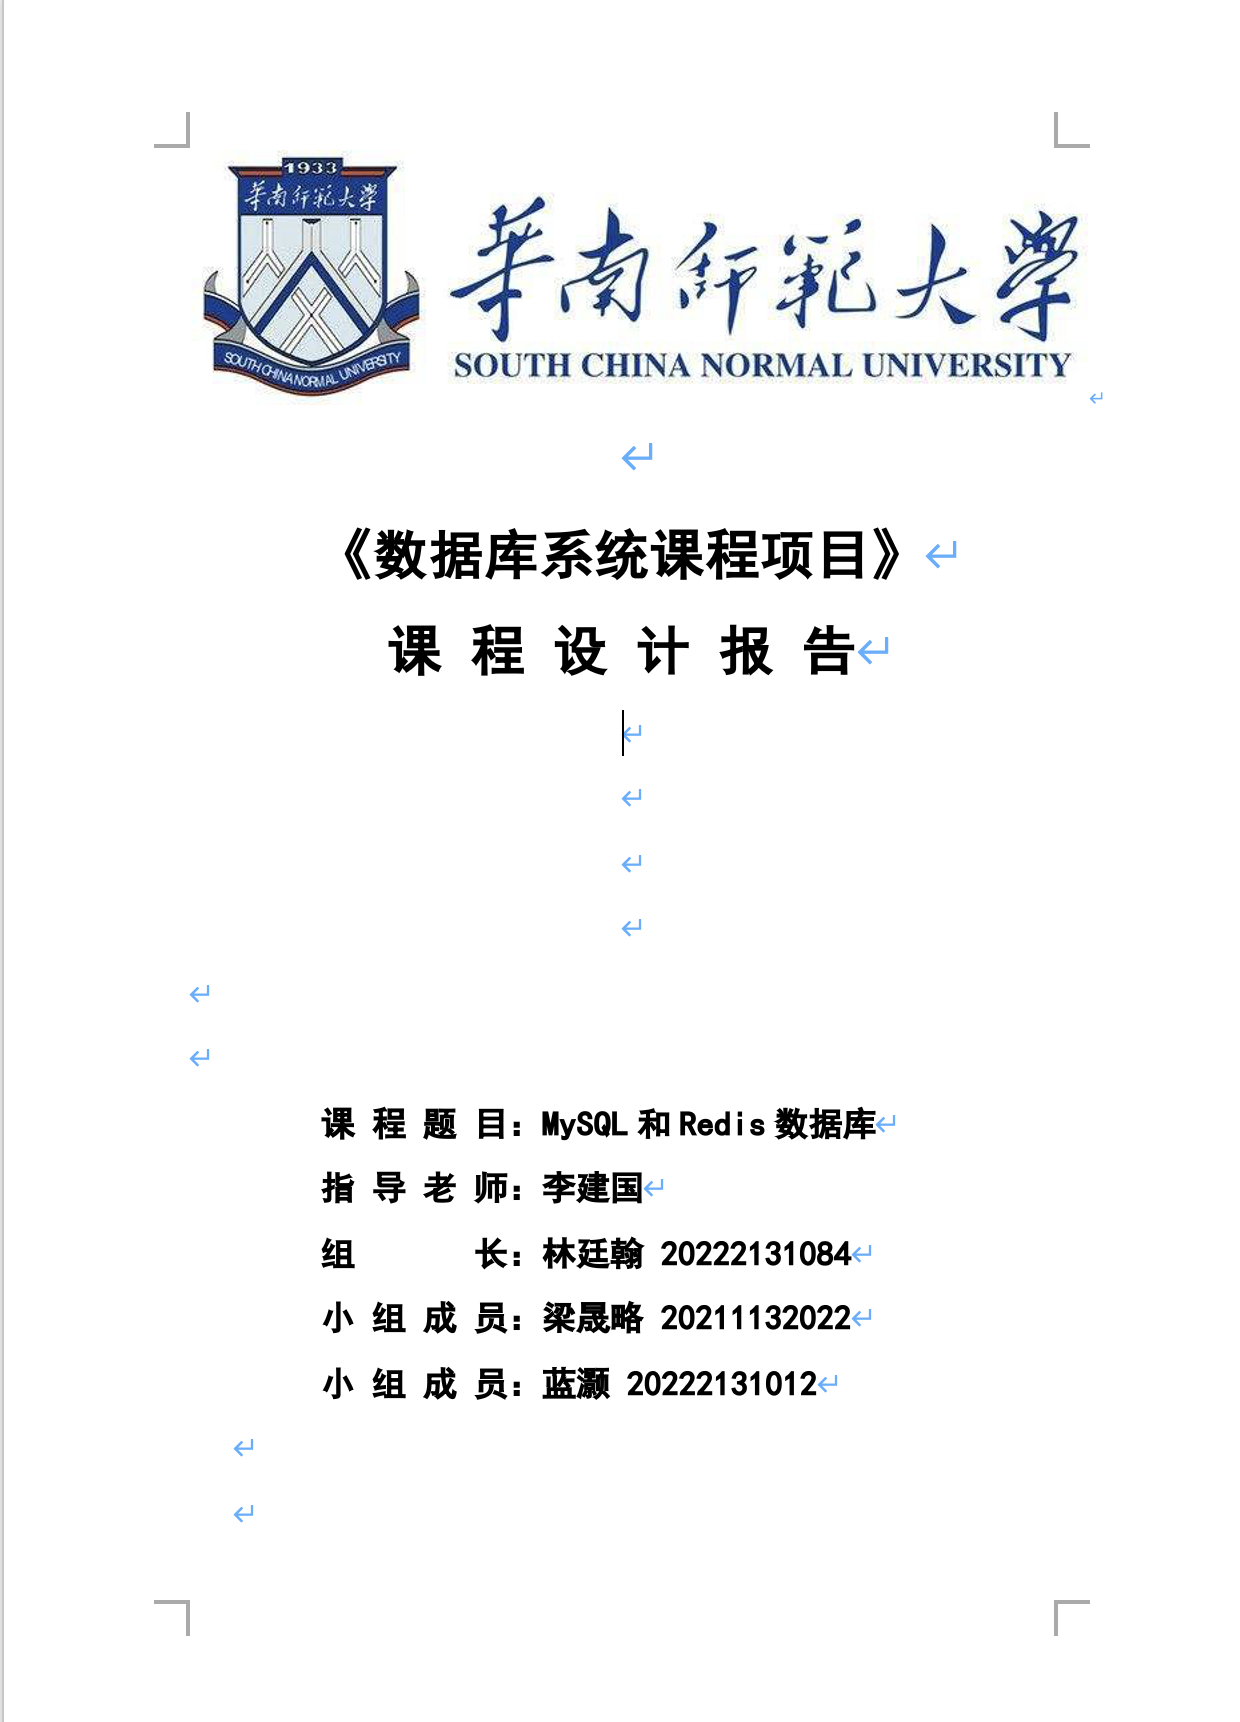 1933
華南師範大學
SOUTH CHINA NORMAL UNIVERSITY
華南師範大學
SOUTH CHINA NORMAL UNIVERSITY
《数据库系统课程项目》
课 程 设 计 报 告
课 程 题 目：MySQL 和 Redis 数据库
指 导 老 师：李建国
组 长：林廷翰 20222131084
小 组 成 员：梁晟略 20211132022
小 组 成 员：蓝灏 20222131012